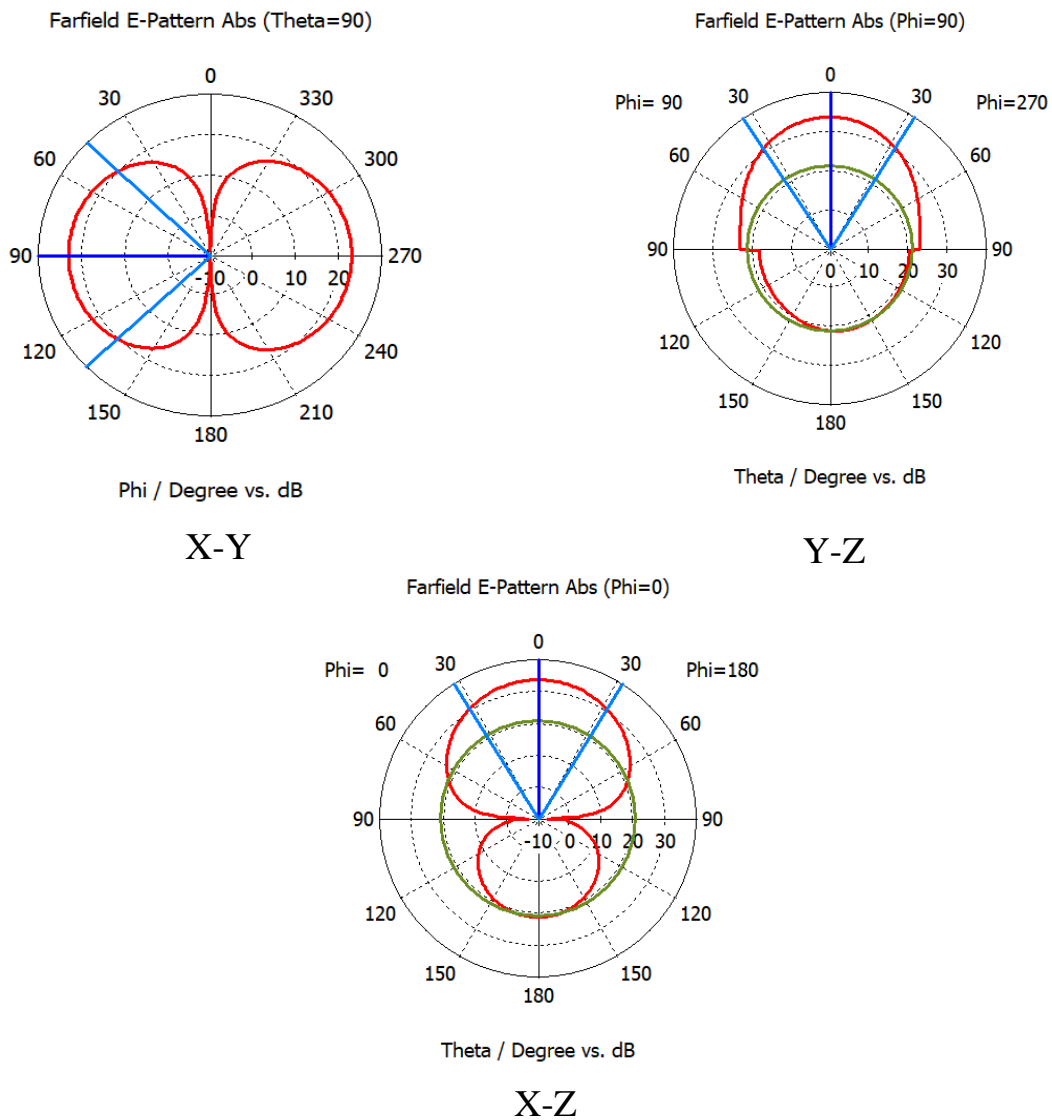 Farfield E-Pattern Abs (Theta=90)
0
30 330
60 300
90 -10 0 10 20 270
120 240
150 210
180
Phi / Degree vs. dB
X-Y
Farfield E-Pattern Abs (Phi=90)
0
Phi= 90 30 30 Phi=270
60 60
90 0 10 20 30 90
120 120
150 150
180
Theta / Degree vs. dB
Y-Z
Farfield E-Pattern Abs (Phi=0)
0
Phi= 0 30 30 Phi=180
60 60
90 -10 0 10 20 30 90
120 120
150 150
180
Theta / Degree vs. dB
X-Z